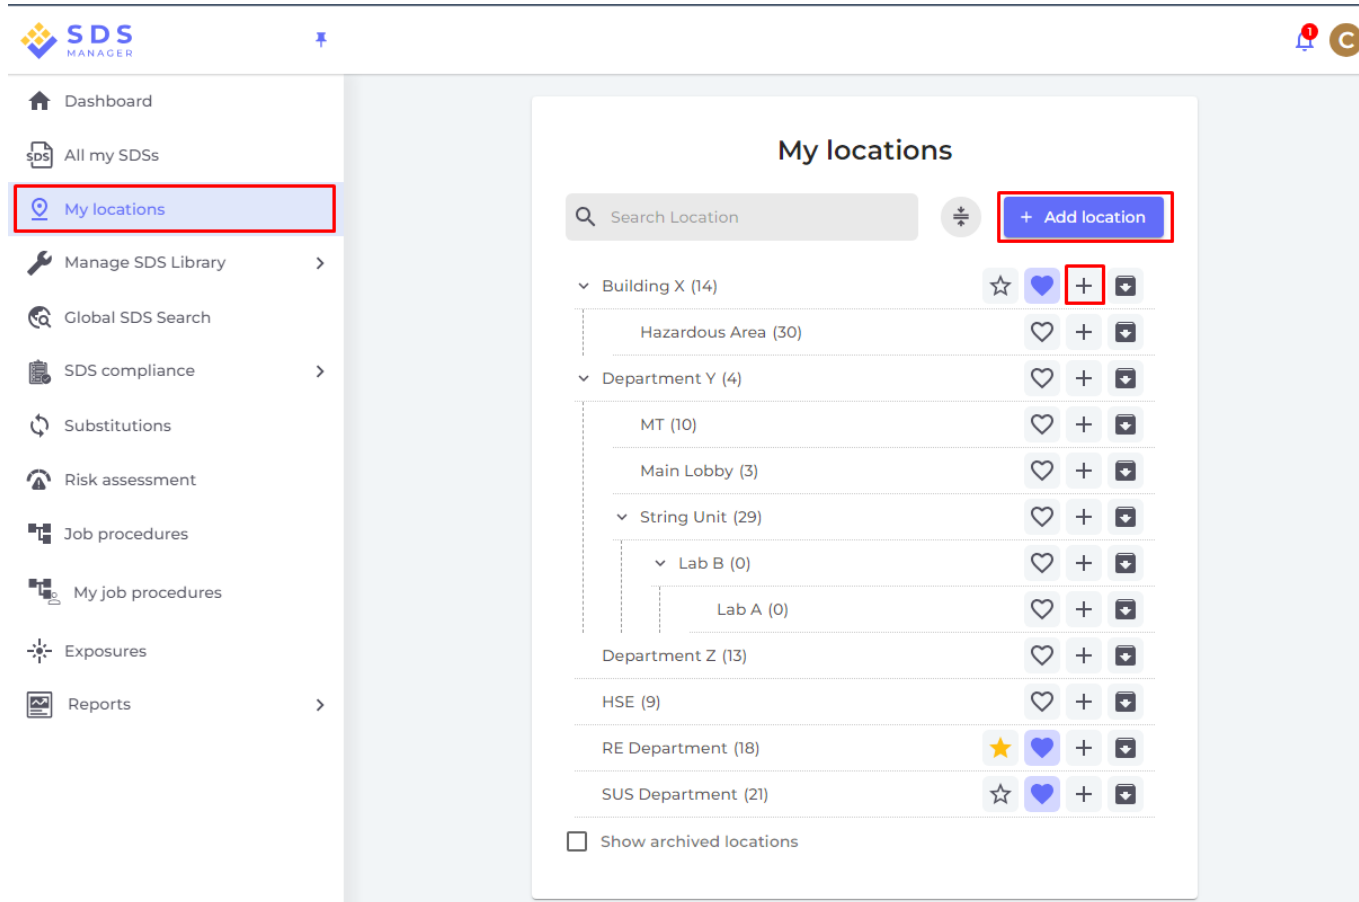 SDS
MANAGER
1
C
Dashboard
SDS
All my SDSs
My locations
Manage SDS Library
Global SDS Search
SDS compliance
Substitutions
Risk assessment
Job procedures
My job procedures
Exposures
Reports
My locations
Search Location
+ Add location
Building X (14)
Hazardous Area (30)
Department Y (4)
MT (10)
Main Lobby (3)
String Unit (29)
Lab B (0)
Lab A (0)
Department Z (13)
HSE (9)
RE Department (18)
SUS Department (21)
Show archived locations